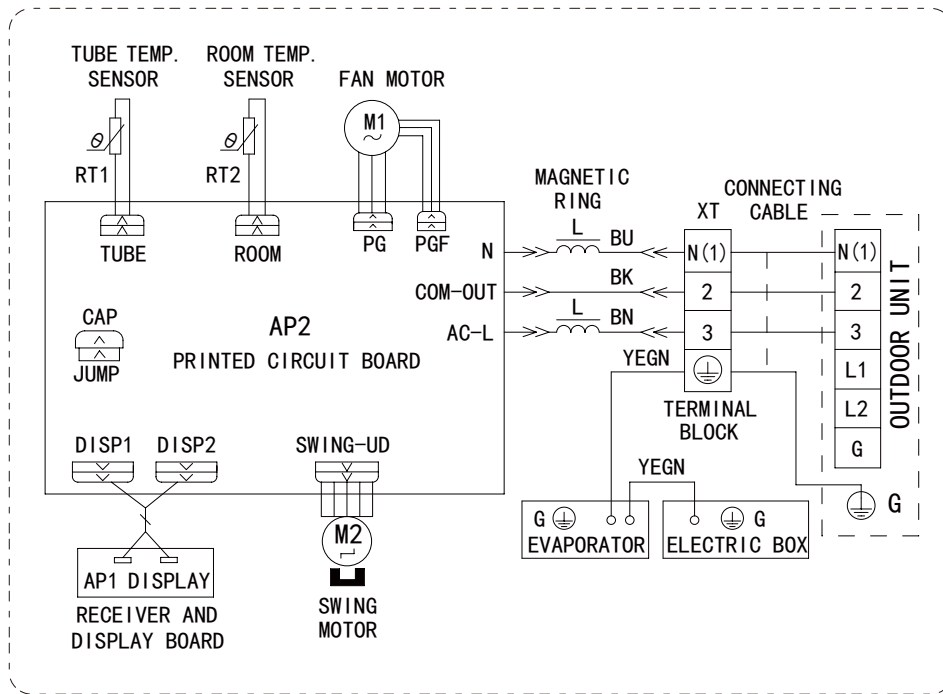 TUBE TEMP.
SENSOR
ROOM TEMP.
SENSOR
FAN MOTOR
M1
θ
RT1
θ
RT2
TUBE
ROOM
PG
PGF
MAGNETIC
RING
CONNECTING
CABLE
XT
N
L
BU
N(1)
N(1)
COM-OUT
BK
2
2
AC-L
L
BN
3
3
CAP
JUMP
AP2
PRINTED CIRCUIT BOARD
YEGN
L1
TERMINAL
BLOCK
L2
G
OUTDOOR UNIT
G
DISP1
DISP2
SWING-UD
YEGN
G
EVAPORATOR
G
ELECTRIC BOX
M2
SWING
MOTOR
AP1 DISPLAY
RECEIVER AND
DISPLAY BOARD